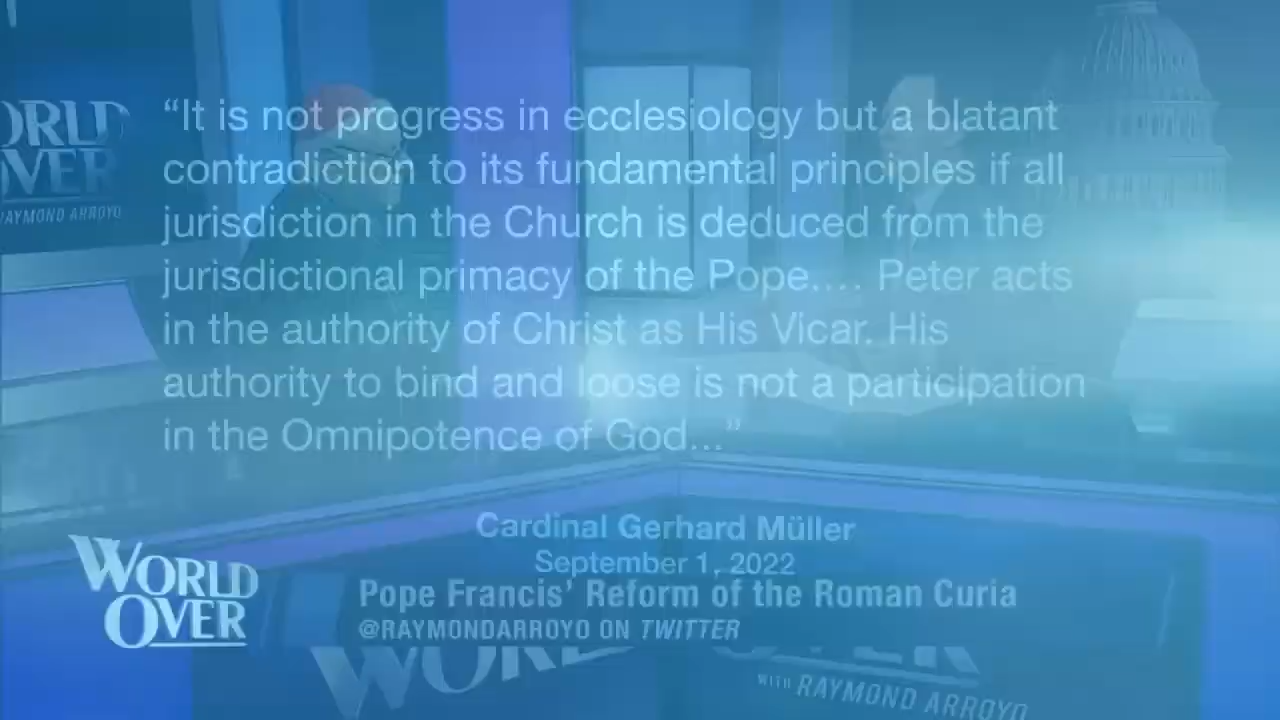 ORLD
OVER
RAYMOND ARROYO
“It is not progress in ecclesiology but a blatant
contradiction to its fundamental principles if all
jurisdiction in the Church is deduced from the
jurisdictional primacy of the Pope.... Peter acts
in the authority of Christ as His Vicar. His
authority to bind and loose is not a participation
in the Omnipotence of God...”
Cardinal Gerhard Müller
September 1, 2022
Pope Francis’ Reform of the Roman Curia
@RAYMONDARROYO ON TWITTER
WORLD
OVER
WORLD OVER
WITH RAYMOND ARROYO